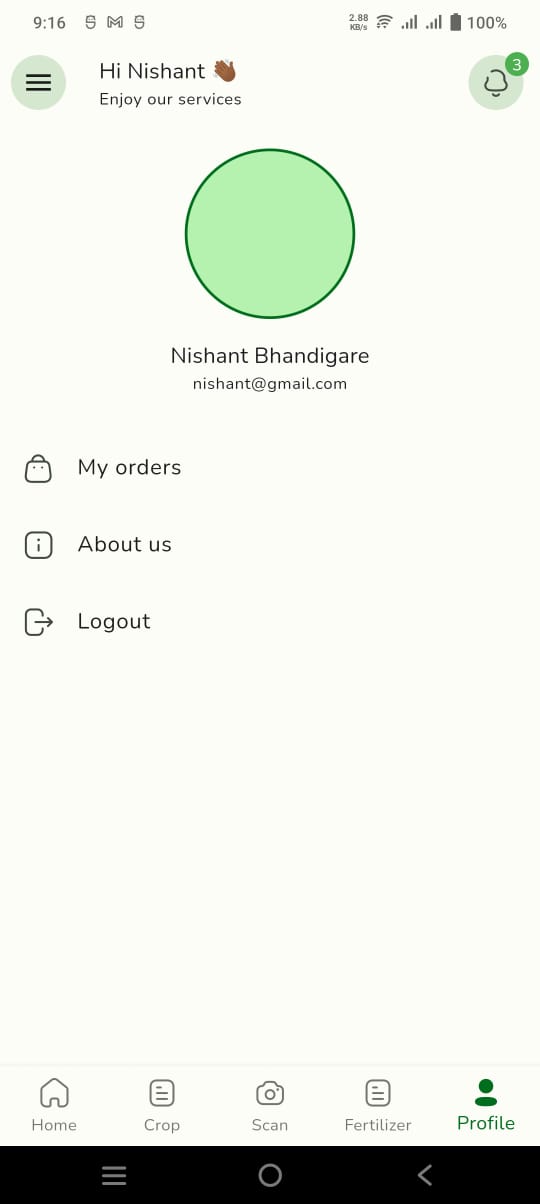 9:16
2.88
KB/s
100%
Hi Nishant 👋🏾
Enjoy our services
3
Nishant Bhandigare
nishant@gmail.com
My orders
About us
Logout
Home
Crop
Scan
Fertilizer
Profile